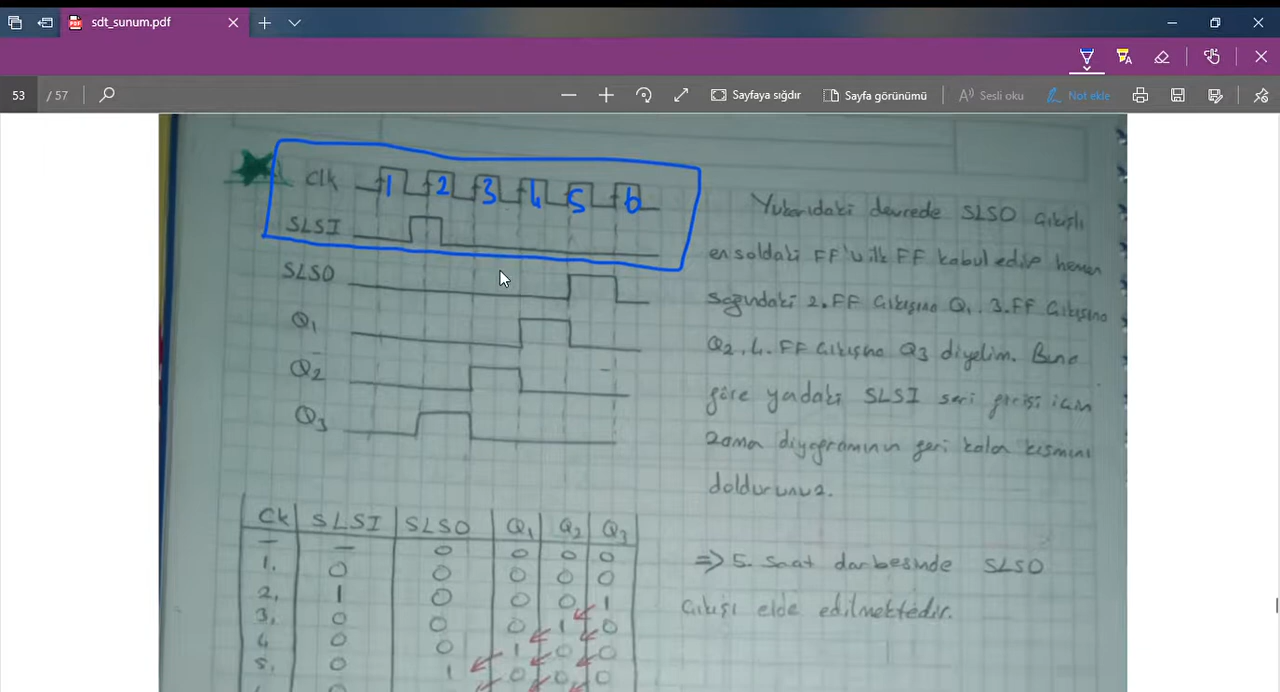 sdt_sunum.pdf
53 / 57
Sayfaya sığdır
Sayfa görünümü
Sesli oku
Not ekle
Clk 1 2 3 4 5 6
SLSI
SLSO
Q1
Q2
Q3
Yukarıdaki devrede SLSO çıkışlı
en soldaki FF'u ilk FF kabul edip hemen
sağındaki 2.FF çıkışına Q1, 3.FF çıkışına
Q2, 4. FF çıkışına Q3 diyelim. Buna
göre SLSI seri girişi için
zama diyagramının geri kalan kısmını
doldurunuz.
Ck SLSI SLSO Q1 Q2 Q3
— — 0 0 0 0
1. 0 0 0 0 0
2. 1 0 0 0 1
3. 0 0 0 1 0
4 0 0 1 0 0
5. 0 1 0 0 0
=> 5. saat darbesinde SLSO
çıkışı elde edilmektedir.